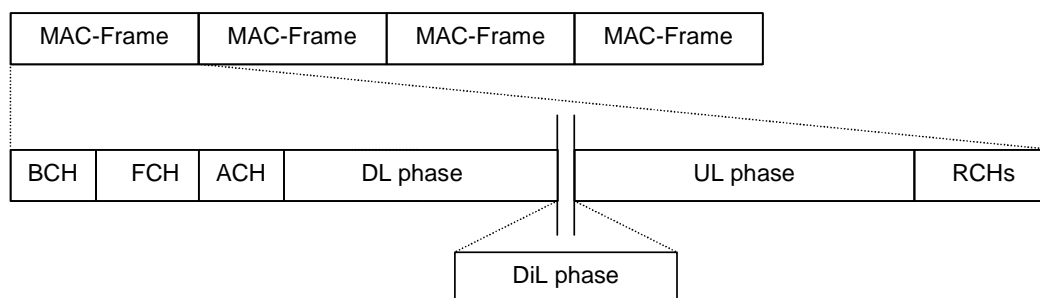 MAC-Frame MAC-Frame MAC-Frame MAC-Frame
BCH FCH ACH DL phase UL phase RCHs
DiL phase